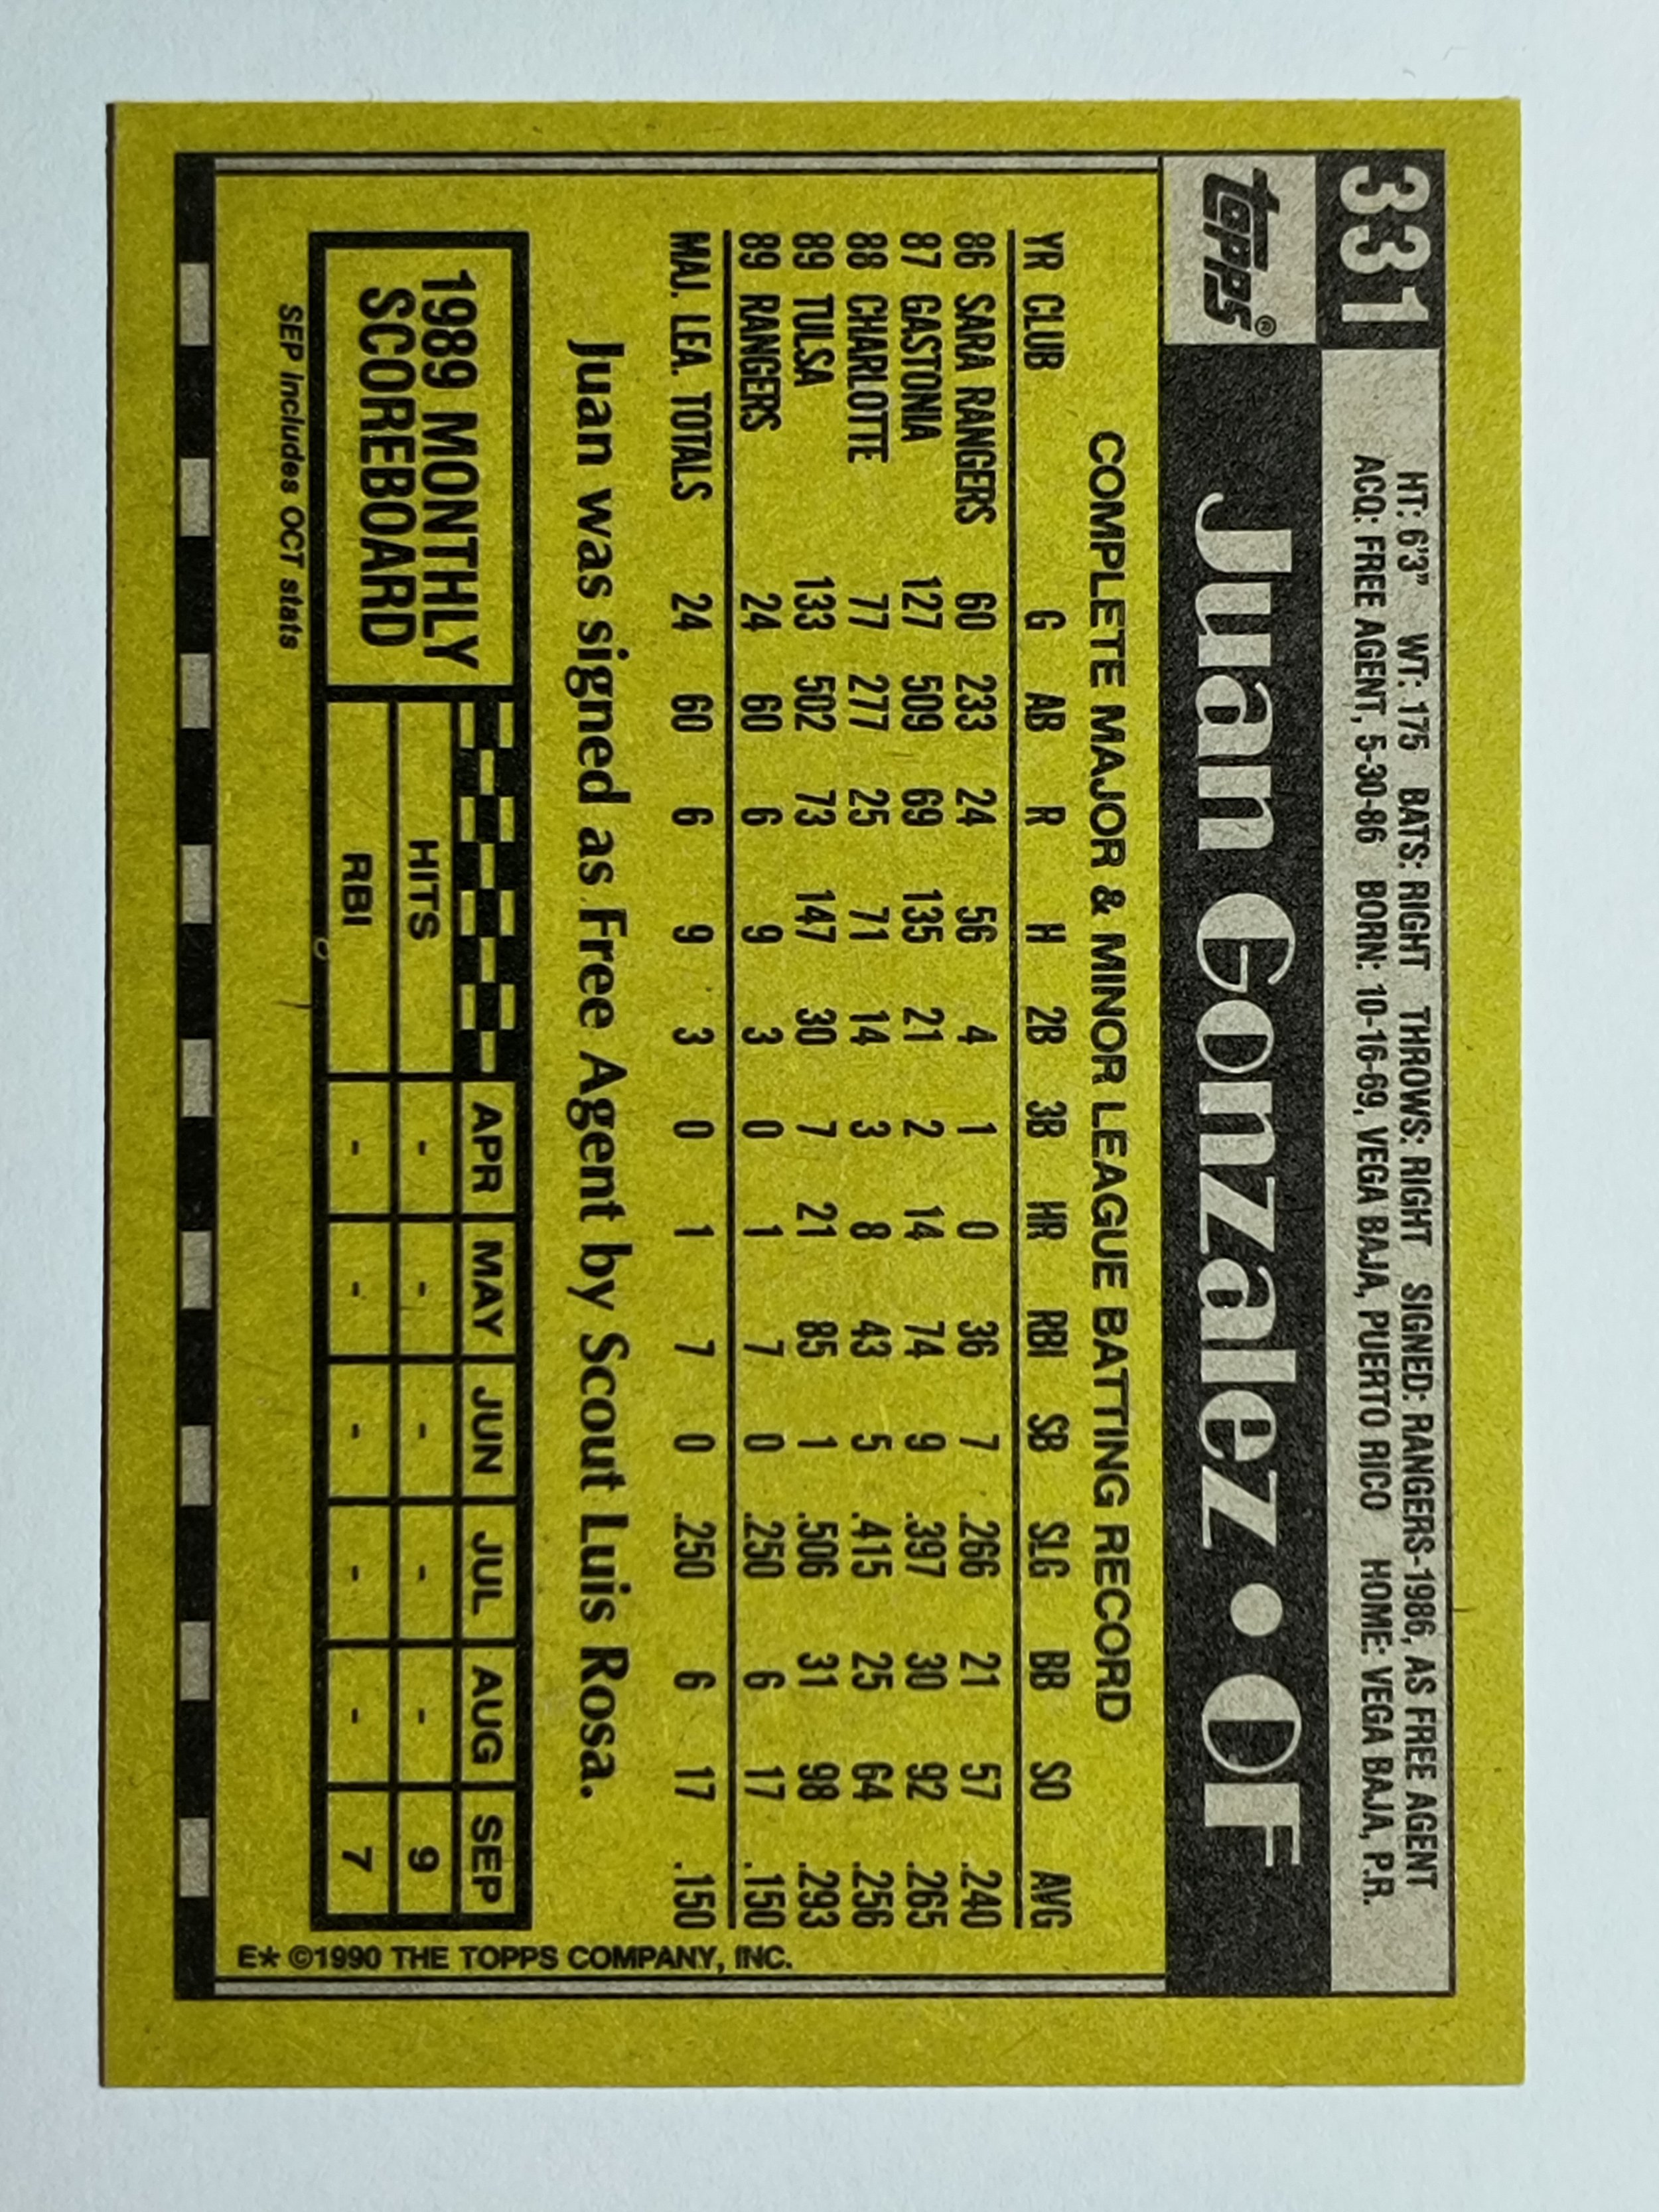 331
HT: 6'3" WT: 175 BATS: RIGHT THROWS: RIGHT SIGNED: RANGERS-1986, AS FREE AGENT
ACQ: FREE AGENT, 5-30-86 BORN: 10-16-69, VEGA BAJA, PUERTO RICO HOME: VEGA BAJA, P.R.
TOPPS® Juan Gonzalez • OF
COMPLETE MAJOR & MINOR LEAGUE BATTING RECORD
YR CLUB G AB R H 2B 3B HR RBI SB SLG BB SO AVG
86 SARA RANGERS 60 233 24 56 4 1 0 36 7 .266 21 57 .240
87 GASTONIA 127 509 69 135 21 2 14 74 9 .397 30 92 .265
88 CHARLOTTE 77 277 25 71 14 3 8 43 5 .415 25 64 .256
89 TULSA 133 502 73 147 30 7 21 85 1 .506 31 98 .293
89 RANGERS 24 60 6 9 3 0 1 7 0 .250 6 17 .150
MAJ. LEA. TOTALS 24 60 6 9 3 0 1 7 0 .250 6 17 .150
Juan was signed as Free Agent by Scout Luis Rosa.
1989 MONTHLY
SCOREBOARD
APR MAY JUN JUL AUG SEP
HITS - - - - - 9
RBI - - - - - 7
SEP includes OCT stats
E* ©1990 THE TOPPS COMPANY, INC.